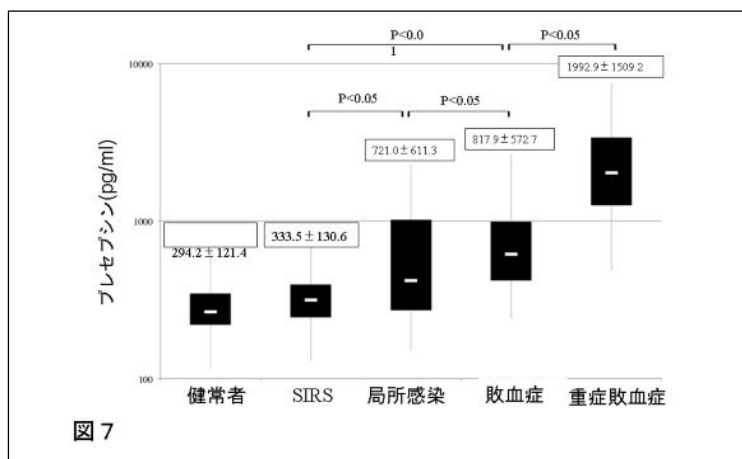 P<0.0
1
P<0.05
10000
1992.9±1509.2
P<0.05
P<0.05
817.9±572.7
721.0±611.3
プレセプシン(pg/ml)
1000
333.5±130.6
294.2±121.4
100
健常者
SIRS
局所感染
敗血症
重症敗血症
図7